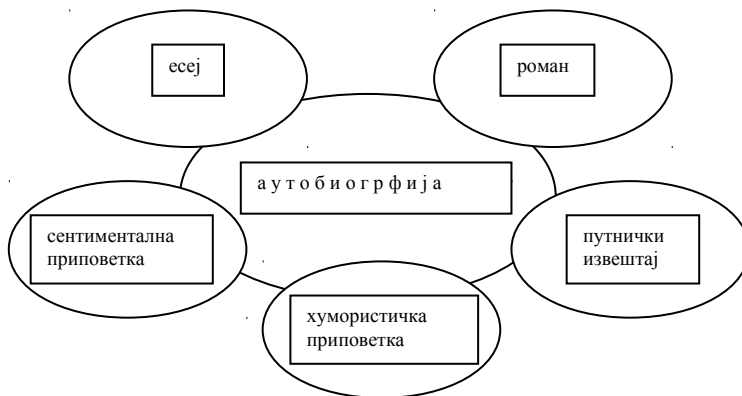 есеј
роман
а у т о б и о г р ф и ј а
сентиментална
приповетка
путнички
извештај
хумористичка
приповетка